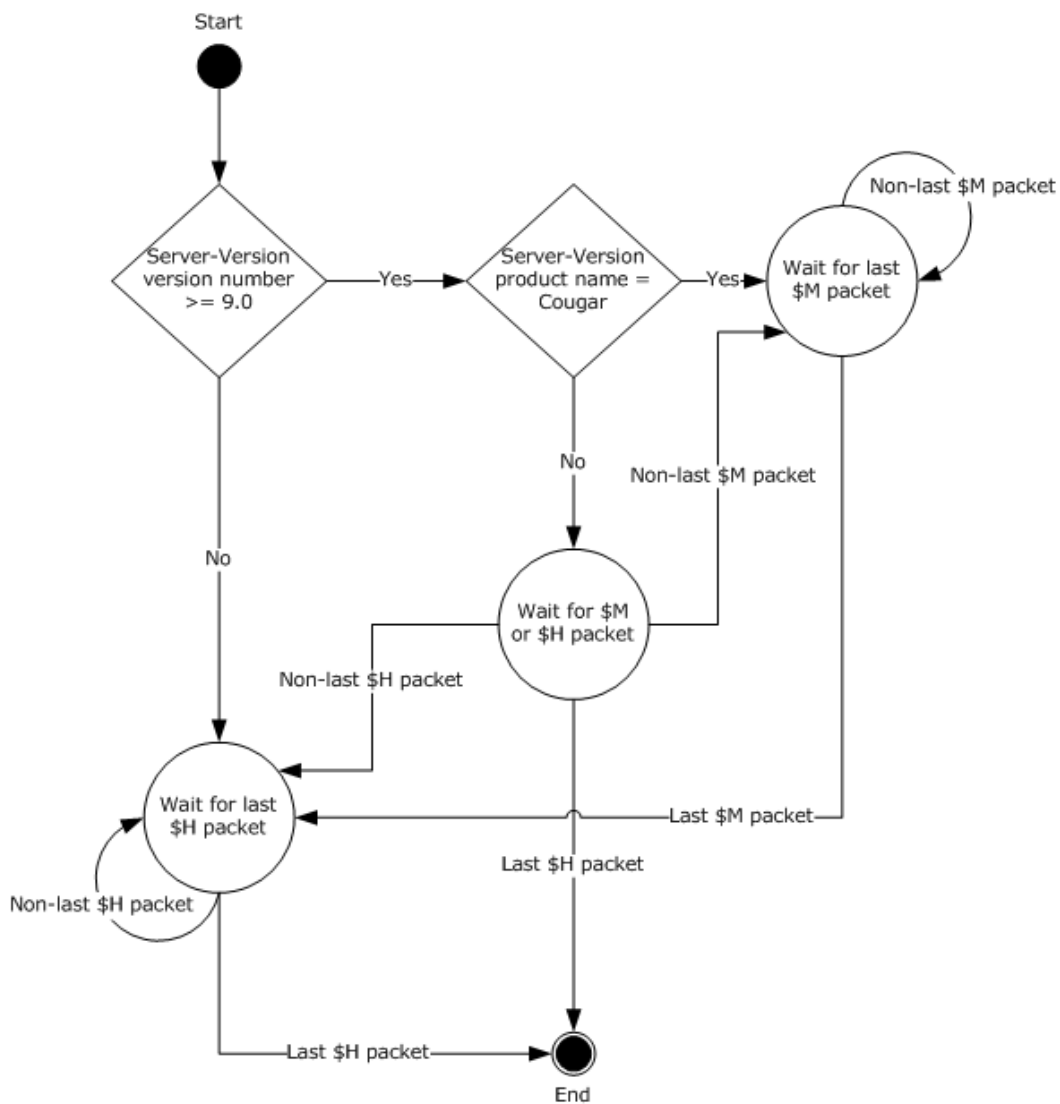 Start
Non-last $M packet
Server-Version
version number
>= 9.0
Yes
Server-Version
product name =
Cougar
Yes
Wait for last
$M packet
No
Non-last $M packet
No
Wait for $M
or $H packet
Non-last $H packet
Wait for last
$H packet
Last $M packet
Last $H packet
Non-last $H packet
Last $H packet
End